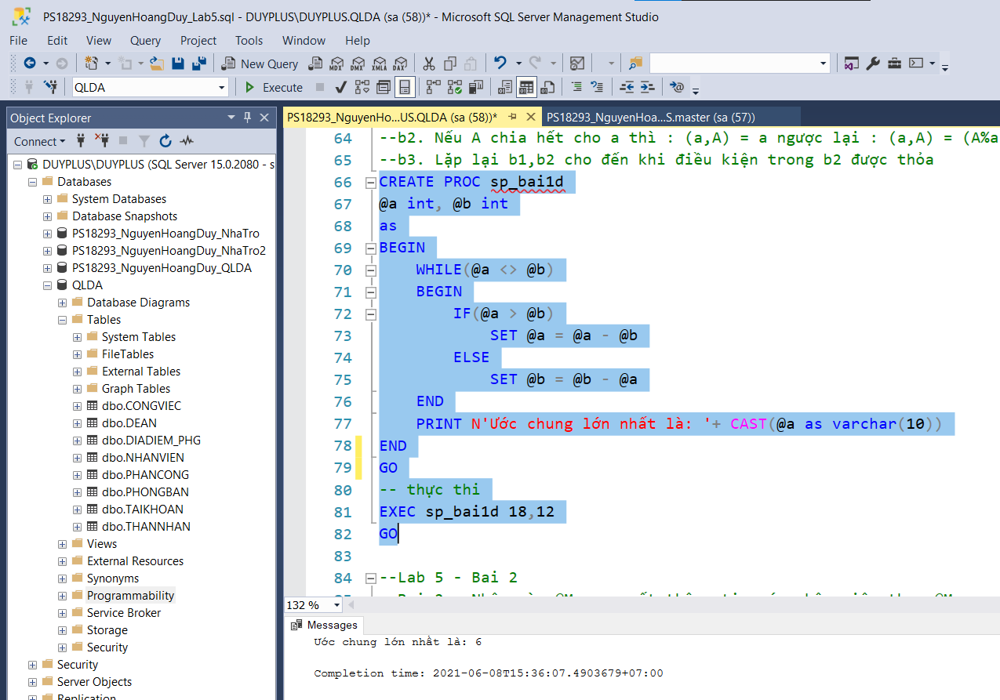 PS18293_NguyenHoangDuy_Lab5.sql - DUYPLUS\DUYPLUS.QLDA (sa (58))* - Microsoft SQL Server Management Studio
File Edit View Query Project Tools Window Help
New Query MDX DMX XMLA DAX
QLDA Execute
Object Explorer
Connect
DUYPLUS\DUYPLUS (SQL Server 15.0.2080 - s
Databases
System Databases
Database Snapshots
PS18293_NguyenHoangDuy_NhaTro
PS18293_NguyenHoangDuy_NhaTro2
PS18293_NguyenHoangDuy_QLDA
QLDA
Database Diagrams
Tables
System Tables
FileTables
External Tables
Graph Tables
dbo.CONGVIEC
dbo.DEAN
dbo.DIADIEM_PHG
dbo.NHANVIEN
dbo.PHANCONG
dbo.PHONGBAN
dbo.TAIKHOAN
dbo.THANNHAN
Views
External Resources
Synonyms
Programmability
Service Broker
Storage
Security
Security
Server Objects
Replication
PS18293_NguyenHo...US.QLDA (sa (58))* PS18293_NguyenHoa...S.master (sa (57))
64 --b2. Nếu A chia hết cho a thì : (a,A) = a ngược lại : (a,A) = (A%a
65 --b3. Lặp lại b1,b2 cho đến khi điều kiện trong b2 được thỏa
66 CREATE PROC sp_bai1d
67 @a int, @b int
68 as
69 BEGIN
70 WHILE(@a <> @b)
71 BEGIN
72 IF(@a > @b)
73 SET @a = @a - @b
74 ELSE
75 SET @b = @b - @a
76 END
77 PRINT N'Ước chung lớn nhất là: '+ CAST(@a as varchar(10))
78 END
79 GO
80 -- thực thi
81 EXEC sp_bai1d 18,12
82 GO
83
84 --Lab 5 - Bai 2
132 %
Messages
Ước chung lớn nhất là: 6
Completion time: 2021-06-08T15:36:07.4903679+07:00